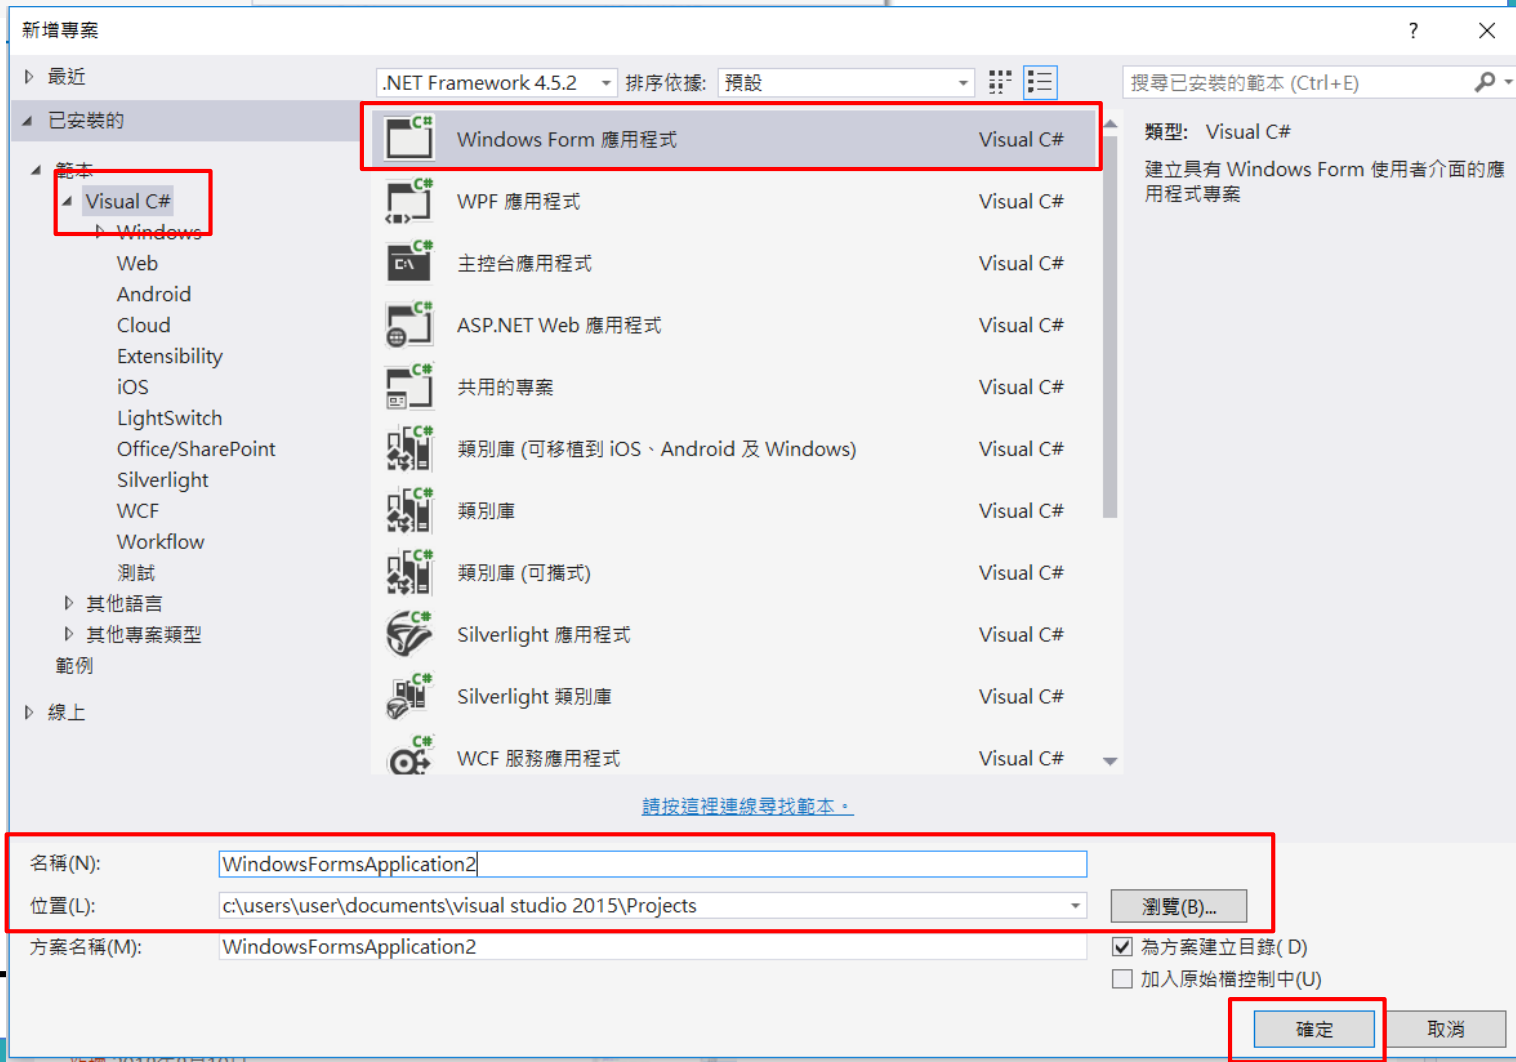 新增專案
?
最近
已安裝的
範本
Visual C#
Windows
Web
Android
Cloud
Extensibility
iOS
LightSwitch
Office/SharePoint
Silverlight
WCF
Workflow
測試
其他語言
其他專案類型
範例
線上
.NET Framework 4.5.2
排序依據:
預設
搜尋已安裝的範本 (Ctrl+E)
Windows Form 應用程式 Visual C#
WPF 應用程式 Visual C#
主控台應用程式 Visual C#
ASP.NET Web 應用程式 Visual C#
共用的專案 Visual C#
類別庫 (可移植到 iOS、Android 及 Windows) Visual C#
類別庫 Visual C#
類別庫 (可攜式) Visual C#
Silverlight 應用程式 Visual C#
Silverlight 類別庫 Visual C#
WCF 服務應用程式 Visual C#
請按這裡連線尋找範本。
類型: Visual C#
建立具有 Windows Form 使用者介面的應
用程式專案
名稱(N): WindowsFormsApplication2
位置(L): c:\users\user\documents\visual studio 2015\Projects 瀏覽(B)...
方案名稱(M): WindowsFormsApplication2
為方案建立目錄( D)
加入原始檔控制中(U)
確定 取消